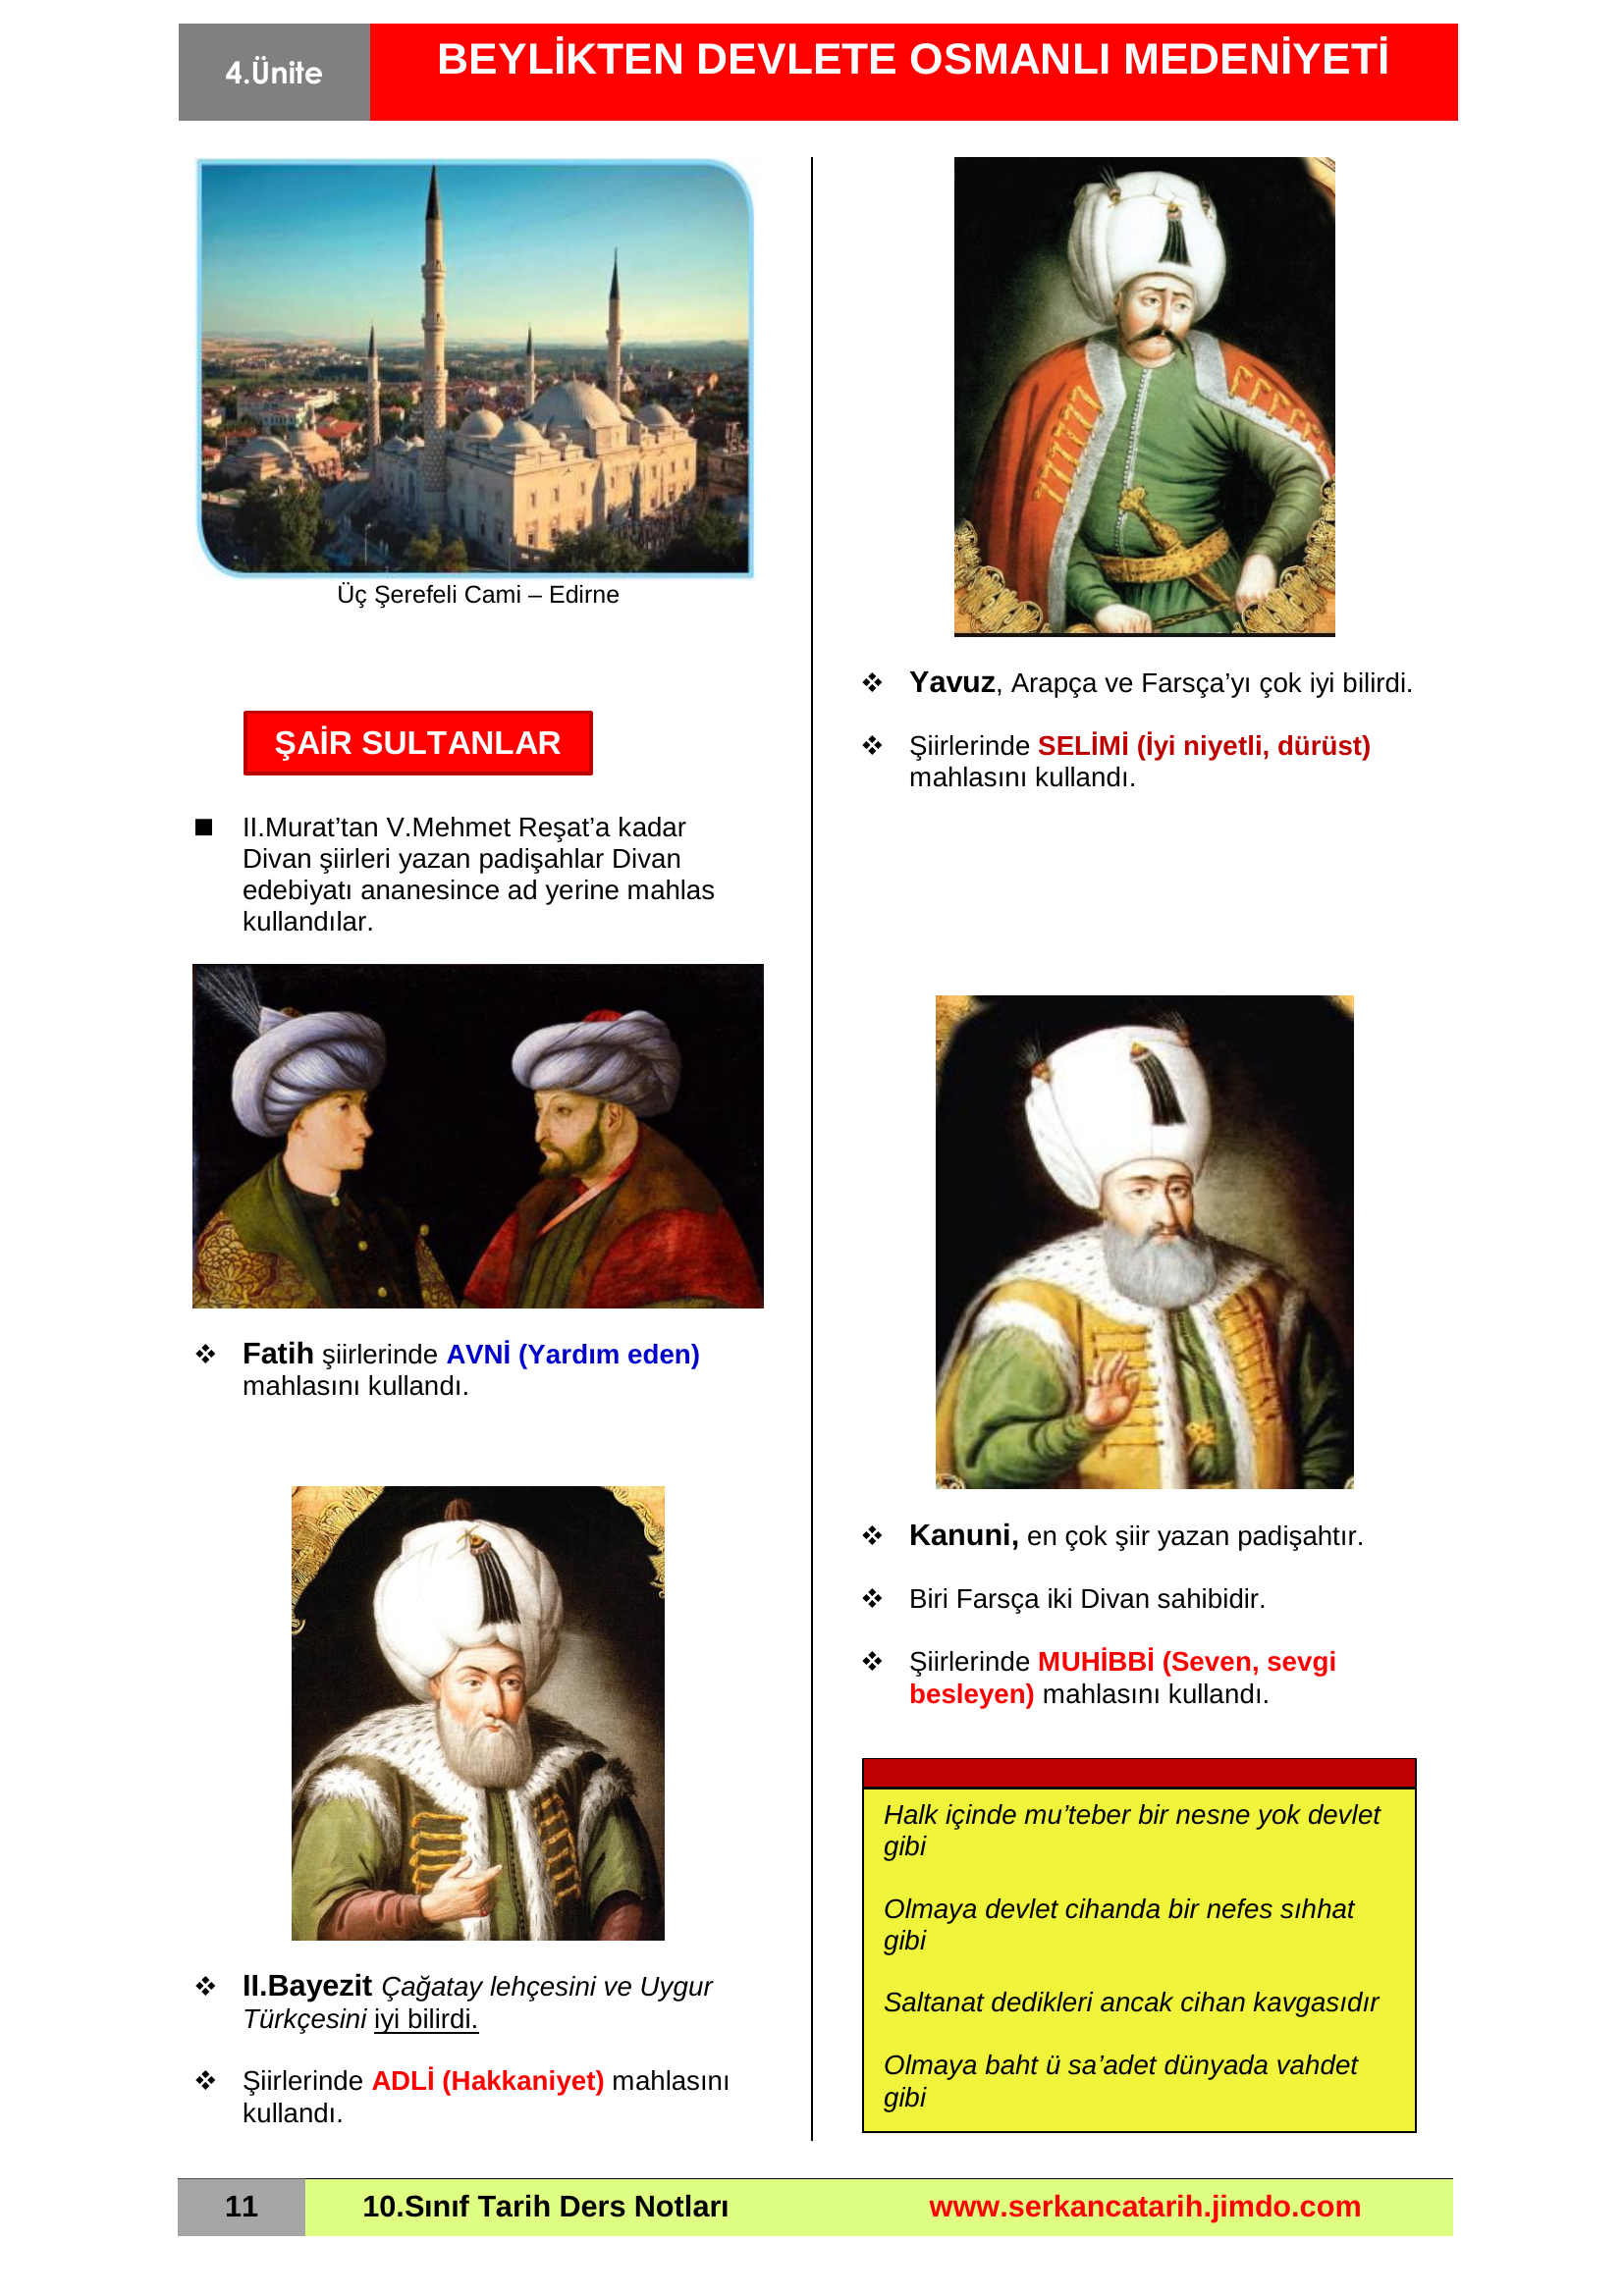 4.Ünite
BEYLİKTEN DEVLETE OSMANLI MEDENİYETİ
Üç Şerefeli Cami – Edirne
ŞAİR SULTANLAR
II.Murat’tan V.Mehmet Reşat’a kadar
Divan şiirleri yazan padişahlar Divan
edebiyatı ananesince ad yerine mahlas
kullandılar.
Fatih şiirlerinde AVNİ (Yardım eden)
mahlasını kullandı.
II.Bayezit Çağatay lehçesini ve Uygur
Türkçesini iyi bilirdi.
Şiirlerinde ADLİ (Hakkaniyet) mahlasını
kullandı.
Yavuz, Arapça ve Farsça’yı çok iyi bilirdi.
Şiirlerinde SELİMİ (İyi niyetli, dürüst)
mahlasını kullandı.
Kanuni, en çok şiir yazan padişahtır.
Biri Farsça iki Divan sahibidir.
Şiirlerinde MUHİBBİ (Seven, sevgi
besleyen) mahlasını kullandı.
Halk içinde mu’teber bir nesne yok devlet
gibi
Olmaya devlet cihanda bir nefes sıhhat
gibi
Saltanat dedikleri ancak cihan kavgasıdır
Olmaya baht ü sa’adet dünyada vahdet
gibi
11
10.Sınıf Tarih Ders Notları
www.serkancatarih.jimdo.com